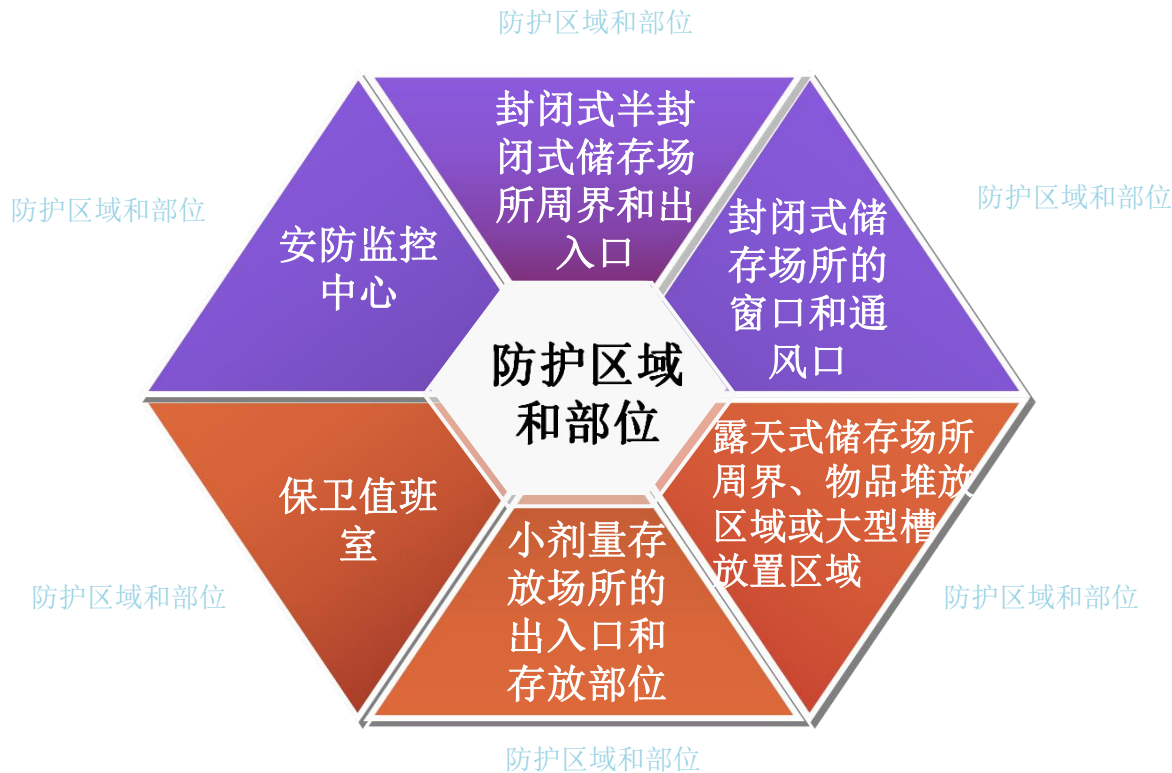 防护区域和部位
封闭式半封
闭式储存场
所周界和出
入口
防护区域和部位
封闭式储
存场所的
窗口和通
风口
防护区域和部位
安防监控
中心
防护区域
和部位
露天式储存场所
周界、物品堆放
区域或大型槽
放置区域
保卫值班
室
小剂量存
放场所的
出入口和
存放部位
防护区域和部位
防护区域和部位
防护区域和部位